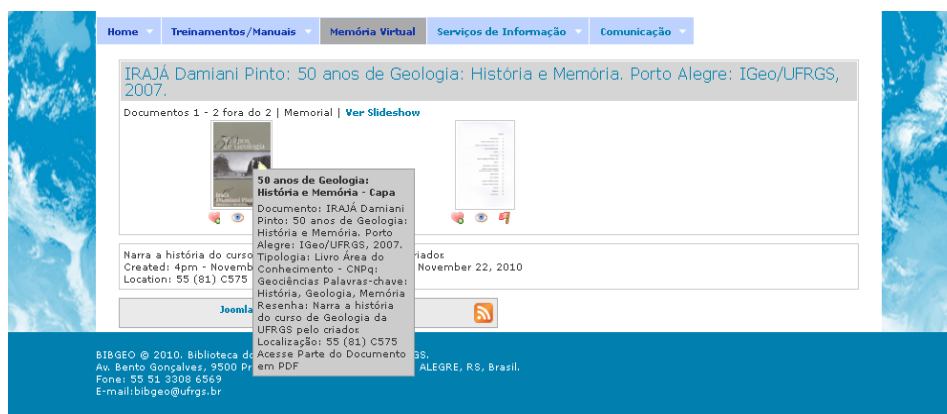 Home Treinamentos/Manuais Memória Virtual Serviços de Informação Comunicação
IRAJÁ Damiani Pinto: 50 anos de Geologia: História e Memória. Porto Alegre: IGeo/UFRGS,
2007.
Documentos 1 - 2 fora do 2 | Memorial | Ver Slideshow
50 anos
de Geologia
50 anos de Geologia:
História e Memória - Capa
Documento: IRAJÁ Damiani
Pinto: 50 anos de Geologia:
História e Memória. Porto
Alegre: IGeo/UFRGS, 2007.
Tipologia: Livro Área do
Conhecimento - CNPq:
Geociências Palavras-chave:
História, Geologia, Memória
Resenha: Narra a história
do curso de Geologia da
UFRGS pelo criador.
Localização: 55 (81) C575
Acesse Parte do Documento
em PDF
Narra a história do curso
Created: 4pm - Novemb November 22, 2010
Location: 55 (81) C575
Joomla
BIBGEO @ 2010. Biblioteca
Av. Bento Gonçalves, 9500 ALEGRE, RS, Brasil.
Fone: 55 51 3308 6569
E-mail:bibgeo@ufrgs.br